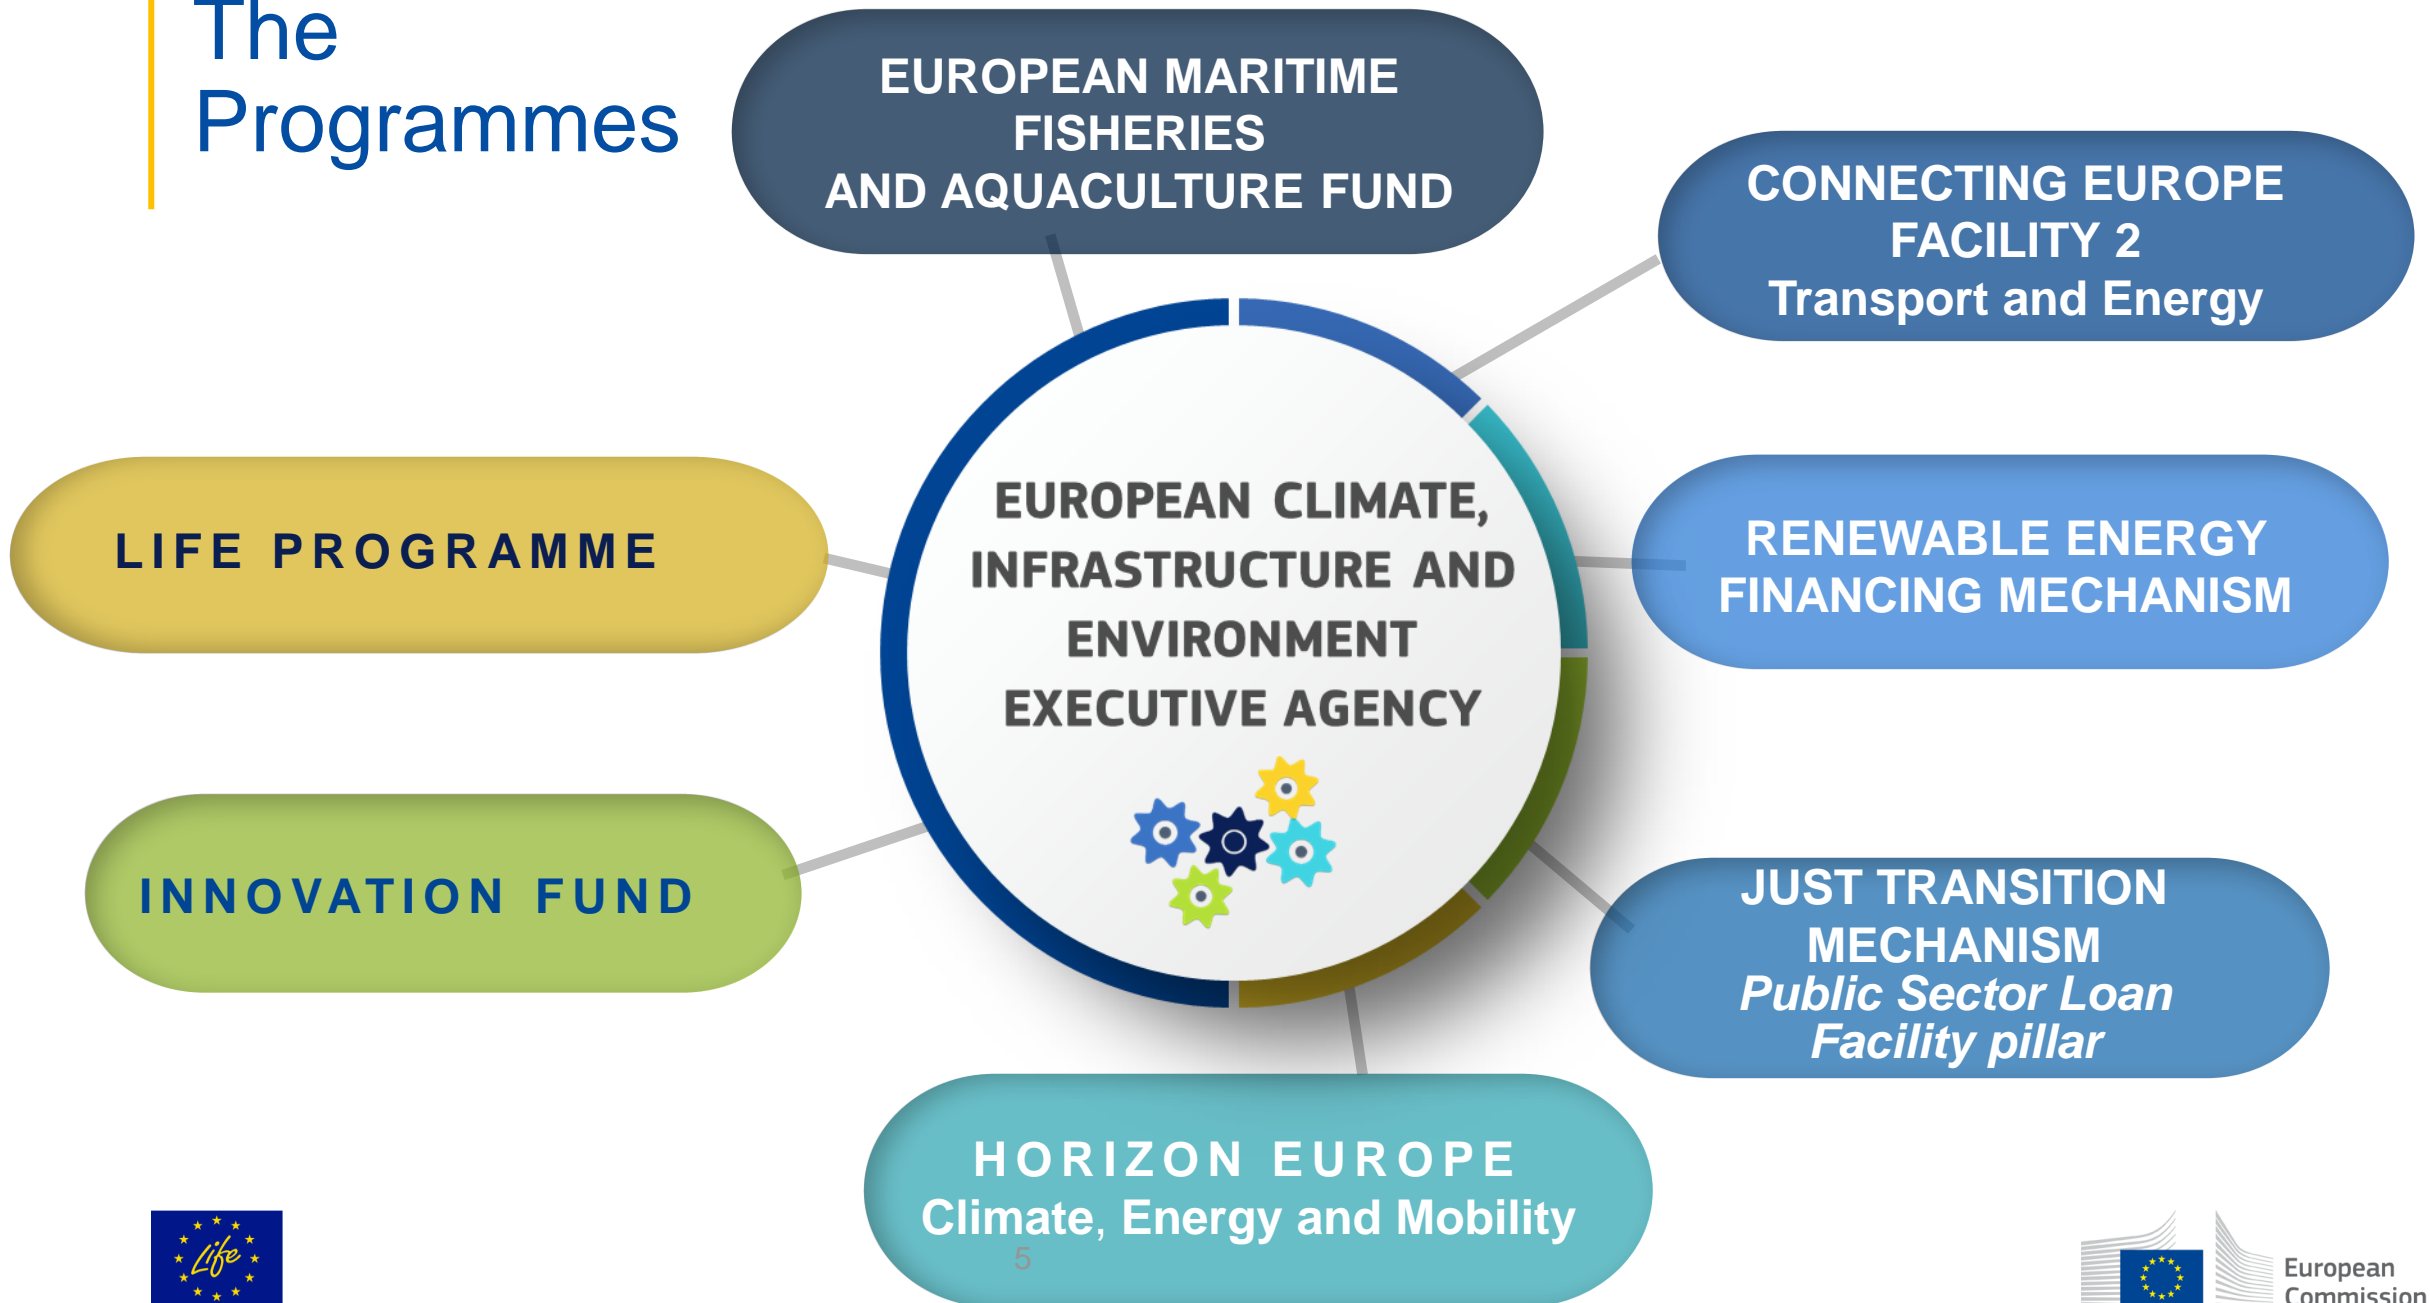 The
Programmes
EUROPEAN MARITIME
FISHERIES
AND AQUACULTURE FUND
CONNECTING EUROPE
FACILITY 2
Transport and Energy
LIFE PROGRAMME
EUROPEAN CLIMATE,
INFRASTRUCTURE AND
ENVIRONMENT
EXECUTIVE AGENCY
RENEWABLE ENERGY
FINANCING MECHANISM
INNOVATION FUND
JUST TRANSITION
MECHANISM
Public Sector Loan
Facility pillar
HORIZON EUROPE
Climate, Energy and Mobility
5
Life
European
Commission